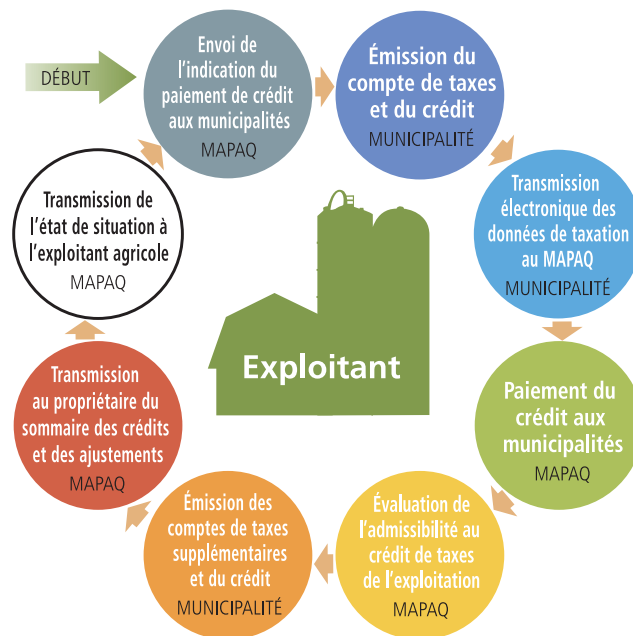 DÉBUT
Envoi de
l'indication du
paiement de crédit
aux municipalités
MAPAQ
Émission du
compte de taxes
et du crédit
MUNICIPALITÉ
Transmission
électronique des
données de taxation
au MAPAQ
MUNICIPALITÉ
Paiement du
crédit aux
municipalités
MAPAQ
Évaluation de
l'admissibilité au
crédit de taxes
de l'exploitation
MAPAQ
Émission des
comptes de taxes
supplémentaires
et du crédit
MUNICIPALITÉ
Transmission
au propriétaire du
sommaire des crédits
et des ajustements
MAPAQ
Transmission de
l'état de situation à
l'exploitant agricole
MAPAQ
Exploitant